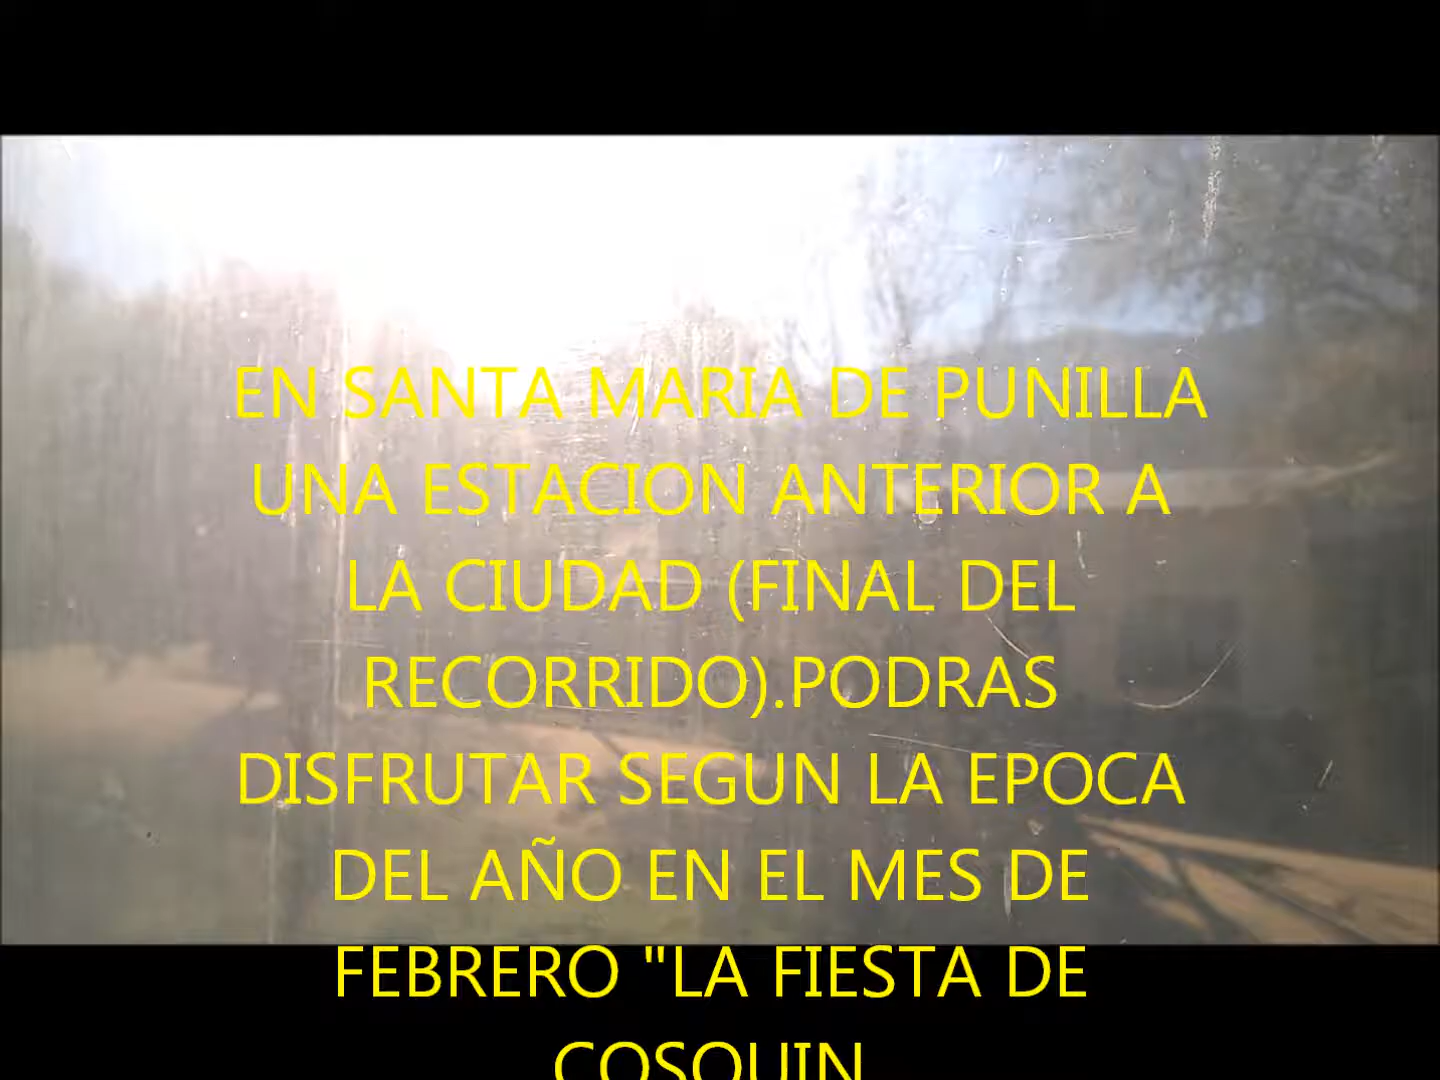 EN SANTA MARIA DE PUNILLA
UNA ESTACION ANTERIOR A
LA CIUDAD (FINAL DEL
RECORRIDO).PODRAS
DISFRUTAR SEGUN LA EPOCA
DEL AÑO EN EL MES DE
FEBRERO "LA FIESTA DE
COSQUIN